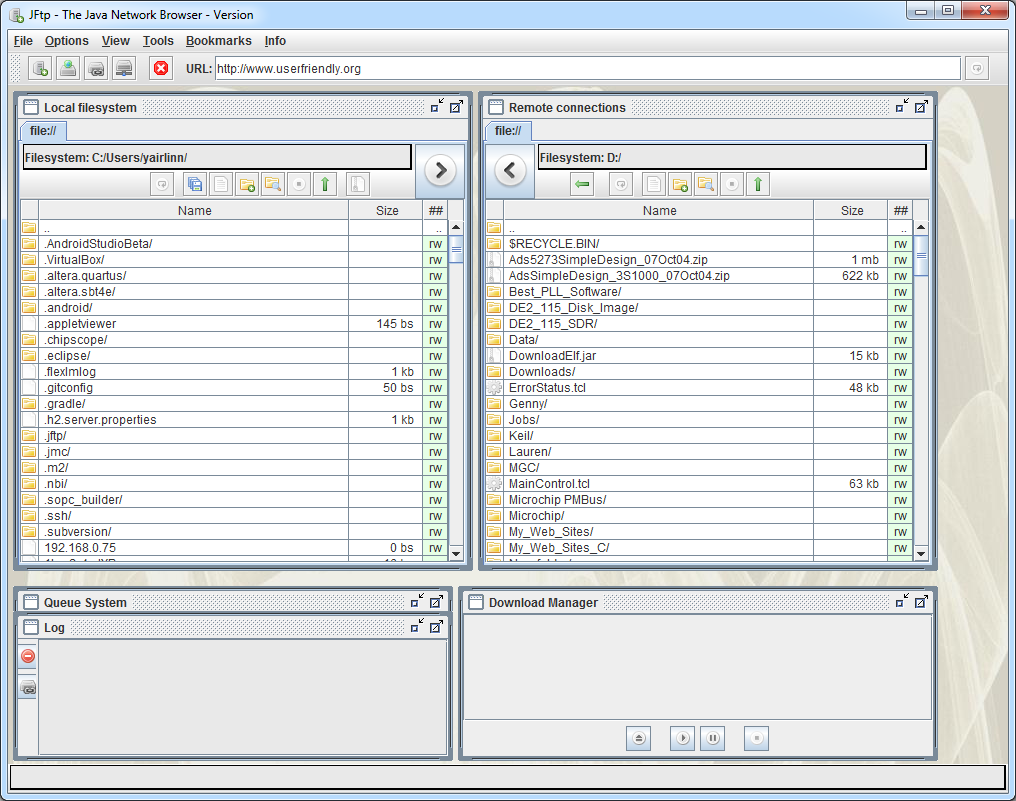 JFtp - The Java Network Browser - Version
File Options View Tools Bookmarks Info
URL: http://www.userfriendly.org
Local filesystem
file://
Filesystem: C:/Users/yairlinn/
Name Size ##
.. ..
.AndroidStudioBeta/ rw
.VirtualBox/ rw
.altera.quartus/ rw
.altera.sbt4e/ rw
.android/ rw
.appletviewer 145 bs rw
.chipscope/ rw
.eclipse/ rw
.flexlmlog 1 kb rw
.gitconfig 50 bs rw
.gradle/ rw
.h2.server.properties 1 kb rw
.jftp/ rw
.jmc/ rw
.m2/ rw
.nbi/ rw
.sopc_builder/ rw
.ssh/ rw
.subversion/ rw
192.168.0.75 0 bs rw
Remote connections
file://
Filesystem: D:/
Name Size ##
.. ..
$RECYCLE.BIN/ rw
Ads5273SimpleDesign_07Oct04.zip 1 mb rw
AdsSimpleDesign_3S1000_07Oct04.zip 622 kb rw
Best_PLL_Software/ rw
DE2_115_Disk_Image/ rw
DE2_115_SDR/ rw
Data/ rw
DownloadElf.jar 15 kb rw
Downloads/ rw
ErrorStatus.tcl 48 kb rw
Genny/ rw
Jobs/ rw
Keil/ rw
Lauren/ rw
MGC/ rw
MainControl.tcl 63 kb rw
Microchip PMBus/ rw
Microchip/ rw
My_Web_Sites/ rw
My_Web_Sites_C/ rw
Queue System
Log
Download Manager